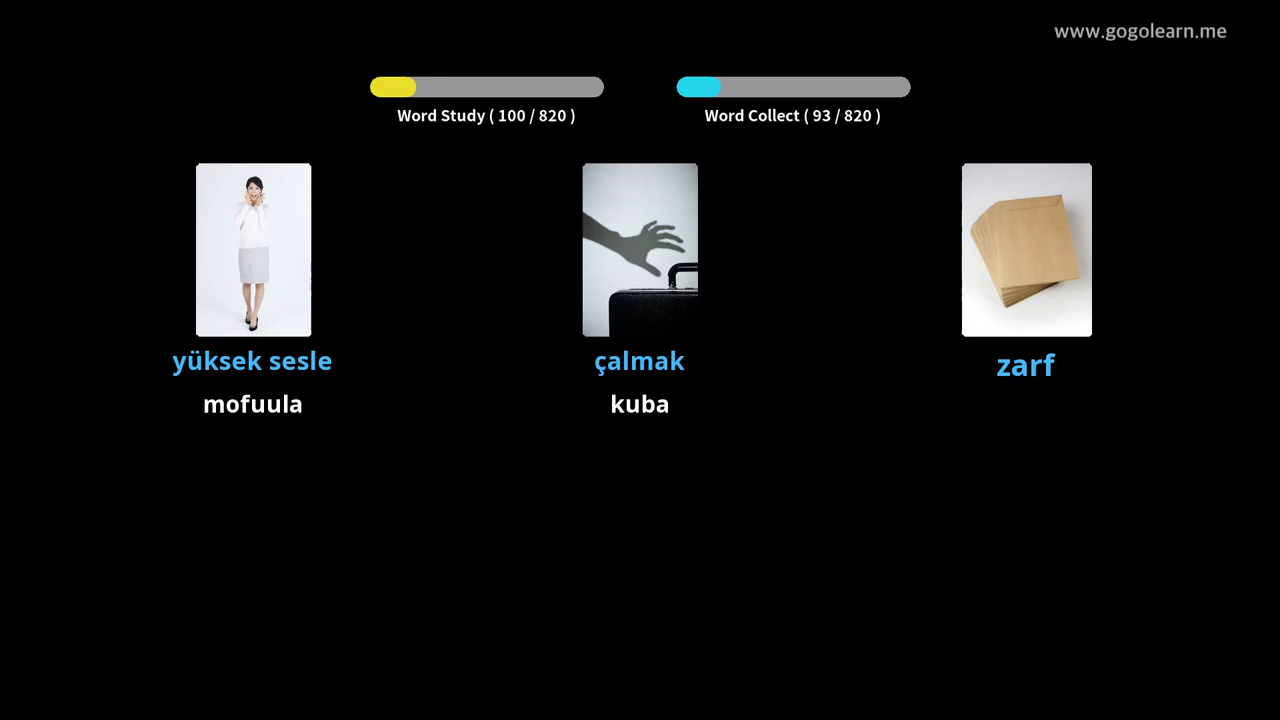 www.gogolearn.me
Word Study ( 100 / 820 )
Word Collect ( 93 / 820 )
yüksek sesle
mofuula
çalmak
kuba
zarf